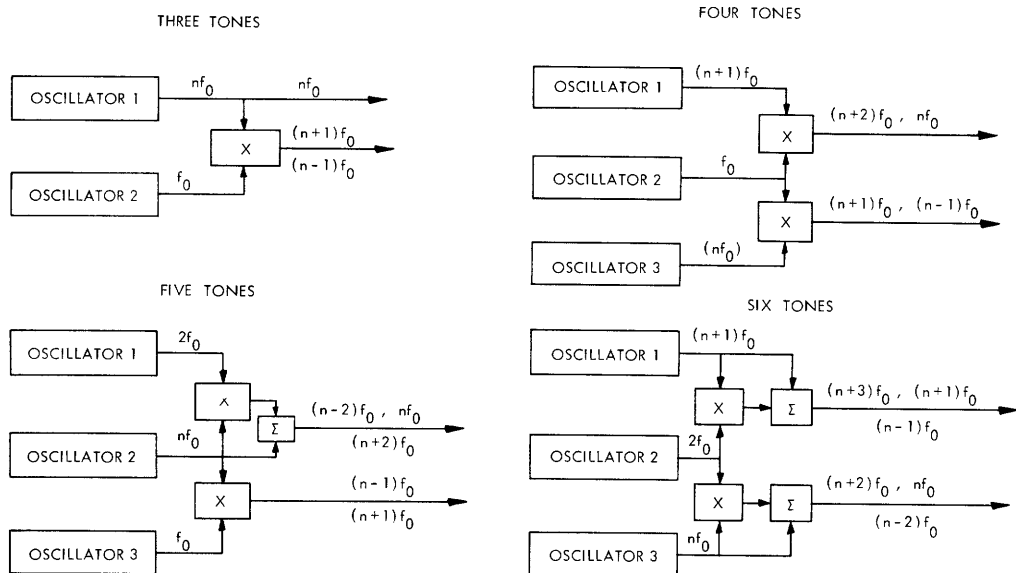 THREE TONES
OSCILLATOR 1
nf0
nf0
X
(n+1)f0
(n-1)f0
OSCILLATOR 2
f0
FOUR TONES
OSCILLATOR 1
(n+1)f0
X
(n+2)f0 , nf0
OSCILLATOR 2
f0
X
(n+1)f0 , (n-1)f0
OSCILLATOR 3
(nf0)
FIVE TONES
OSCILLATOR 1
2f0
X
Σ
(n-2)f0 , nf0
(n+2)f0
OSCILLATOR 2
nf0
X
(n-1)f0
(n+1)f0
OSCILLATOR 3
f0
SIX TONES
OSCILLATOR 1
(n+1)f0
X
Σ
(n+3)f0 , (n+1)f0
(n-1)f0
OSCILLATOR 2
2f0
X
Σ
(n+2)f0 , nf0
(n-2)f0
OSCILLATOR 3
nf0